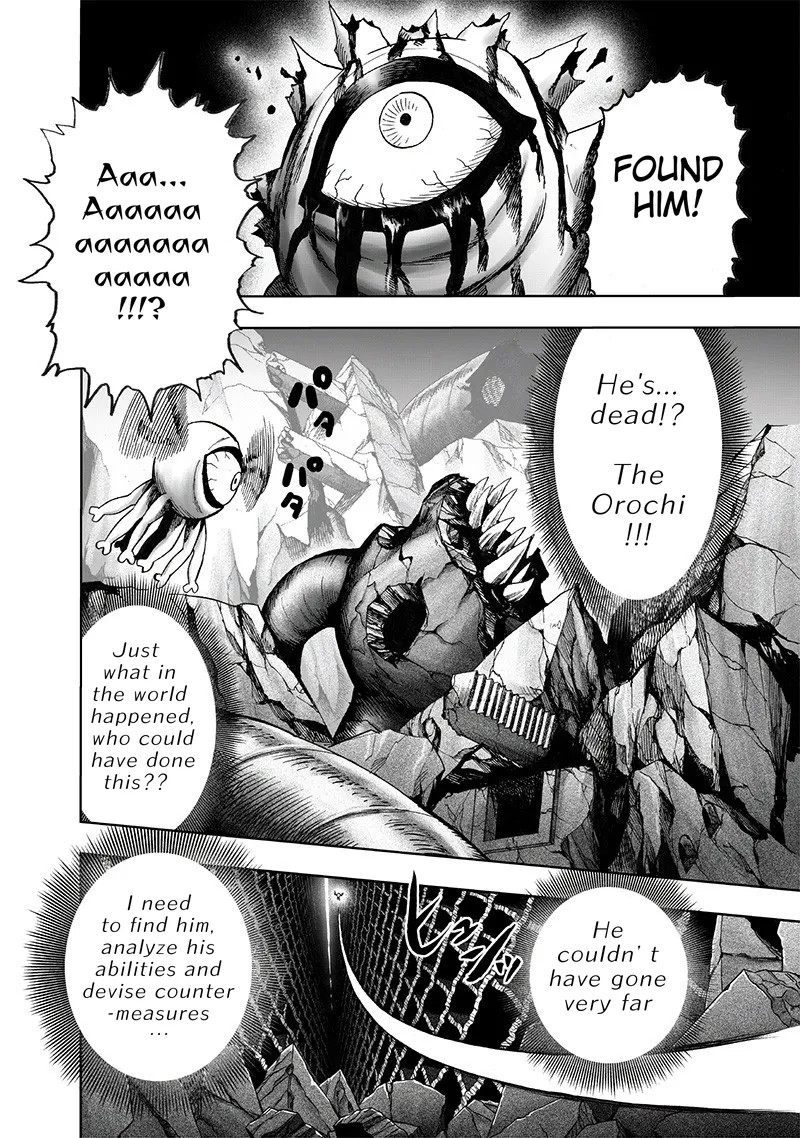 FOUND
HIM!
Aaa...
Aaaaaa
aaaaaaa
aaaaa
!!!?
He's...
dead!?
The
Orochi
!!!
パタ
パタ
Just
what in
the world
happened,
who could
have done
this??
He
couldn't
have gone
very far
I need
to find him,
analyze his
abilities and
devise counter
-measures
...